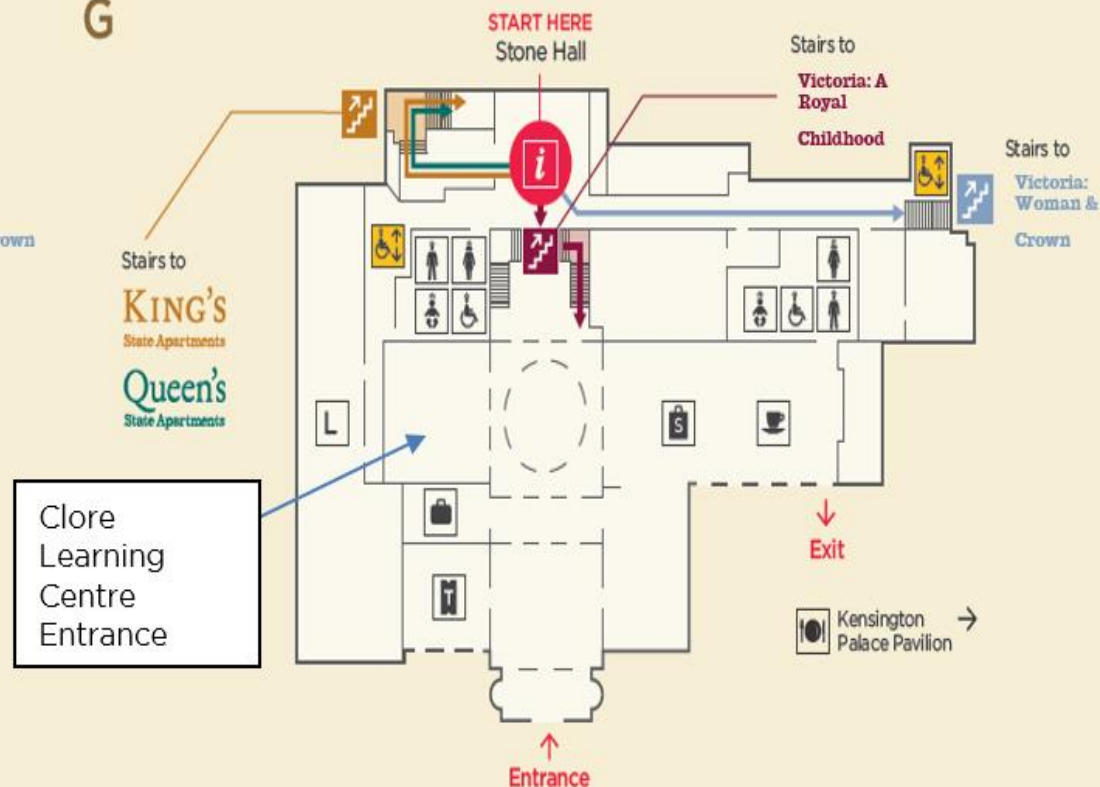 G
START HERE
Stone Hall
Stairs to
Victoria: A
Royal
Childhood
Stairs to
Victoria:
Woman &
Crown
i
own
Stairs to
KING'S
State Apartments
Queen's
State Apartments
L
S
Clore
Learning
Centre
Entrance
T
Exit
Kensington
Palace Pavilion
Entrance